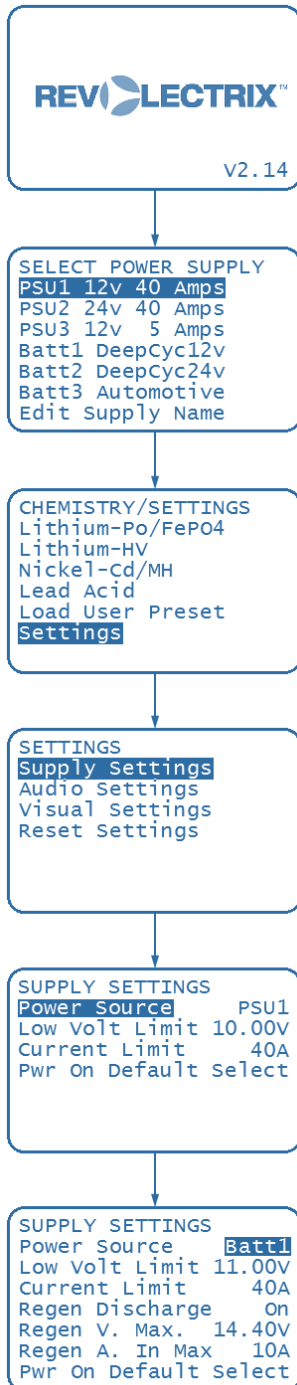 REVOLECTRIX™
v2.14
SELECT POWER SUPPLY
PSU1 12v 40 Amps
PSU2 24v 40 Amps
PSU3 12v 5 Amps
Batt1 DeepCyc12v
Batt2 DeepCyc24v
Batt3 Automotive
Edit Supply Name
CHEMISTRY/SETTINGS
Lithium-Po/FePO4
Lithium-HV
Nickel-Cd/MH
Lead Acid
Load User Preset
Settings
SETTINGS
Supply Settings
Audio Settings
Visual Settings
Reset Settings
SUPPLY SETTINGS
Power Source PSU1
Low Volt Limit 10.00V
Current Limit 40A
Pwr On Default Select
SUPPLY SETTINGS
Power Source Batt1
Low Volt Limit 11.00V
Current Limit 40A
Regen Discharge On
Regen V. Max. 14.40V
Regen A. In Max 10A
Pwr On Default Select